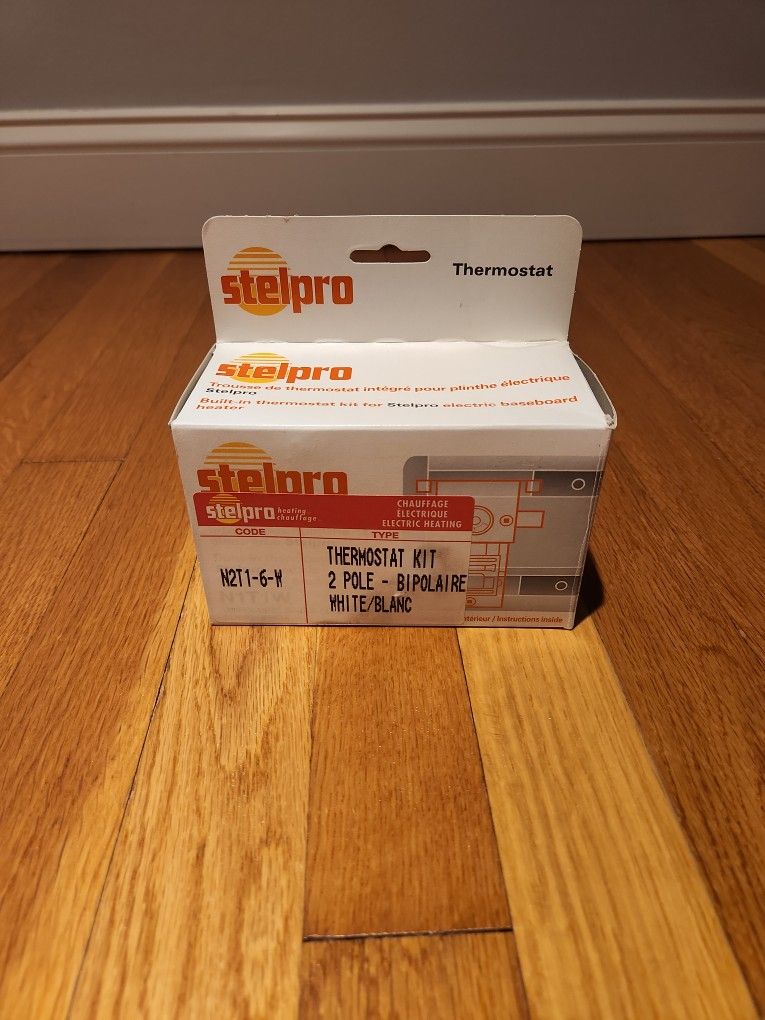 stelpro
Thermostat
stelpro
Trousse de thermostat intégré pour plinthe électrique
Stelpro
Built-in thermostat kit for Stelpro electric baseboard
heater
stelpro
stelpro heating
chauffage
CHAUFFAGE
ÉLECTRIQUE
ELECTRIC HEATING
CODE
TYPE
N2T1-6-W
THERMOSTAT KIT
2 POLE - BIPOLAIRE
WHITE/BLANC
/ Instructions inside